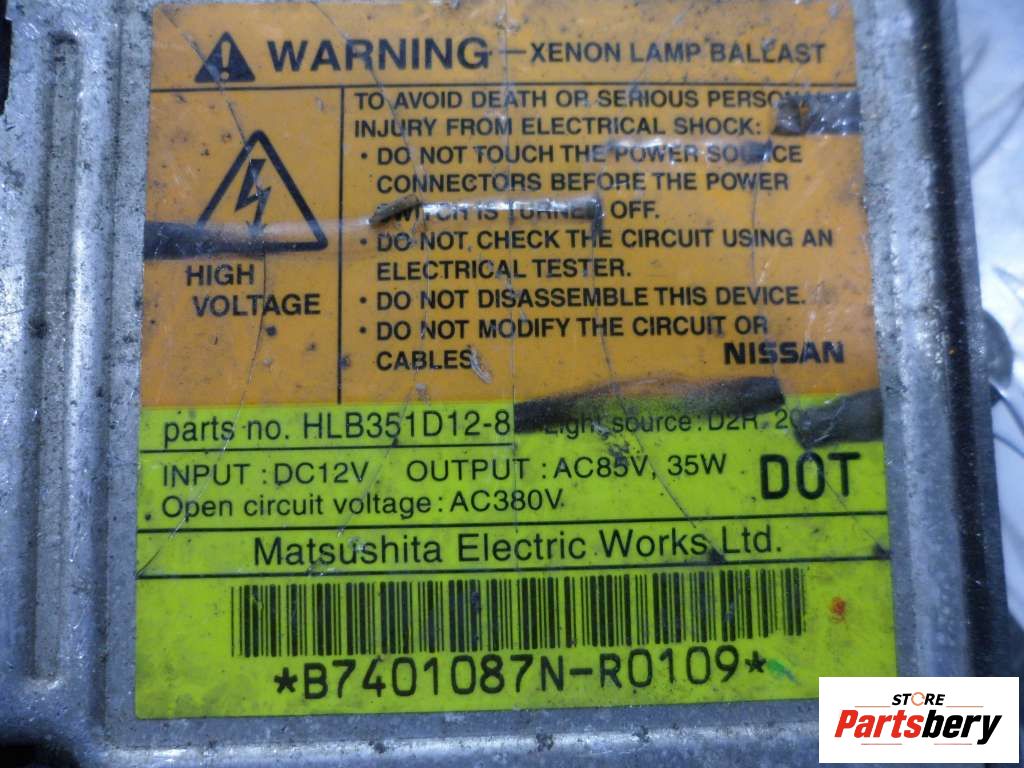 WARNING – XENON LAMP BALLAST
HIGH
VOLTAGE
TO AVOID DEATH OR SERIOUS
INJURY FROM ELECTRICAL SHOCK:
• DO NOT TOUCH THE POWER SOURCE
CONNECTORS BEFORE THE POWER
SWITCH IS TURNED OFF.
• DO NOT CHECK THE CIRCUIT USING AN
ELECTRICAL TESTER.
• DO NOT DISASSEMBLE THIS DEVICE.
• DO NOT MODIFY THE CIRCUIT OR
CABLES.
NISSAN
parts no. HLB351D12-8 Light source: D2R,
INPUT : DC12V OUTPUT : AC85V, 35W
DOT
Open circuit voltage : AC380V
Matsushita Electric Works Ltd.
*B7401087N-R0109*
STORE
Partsbery